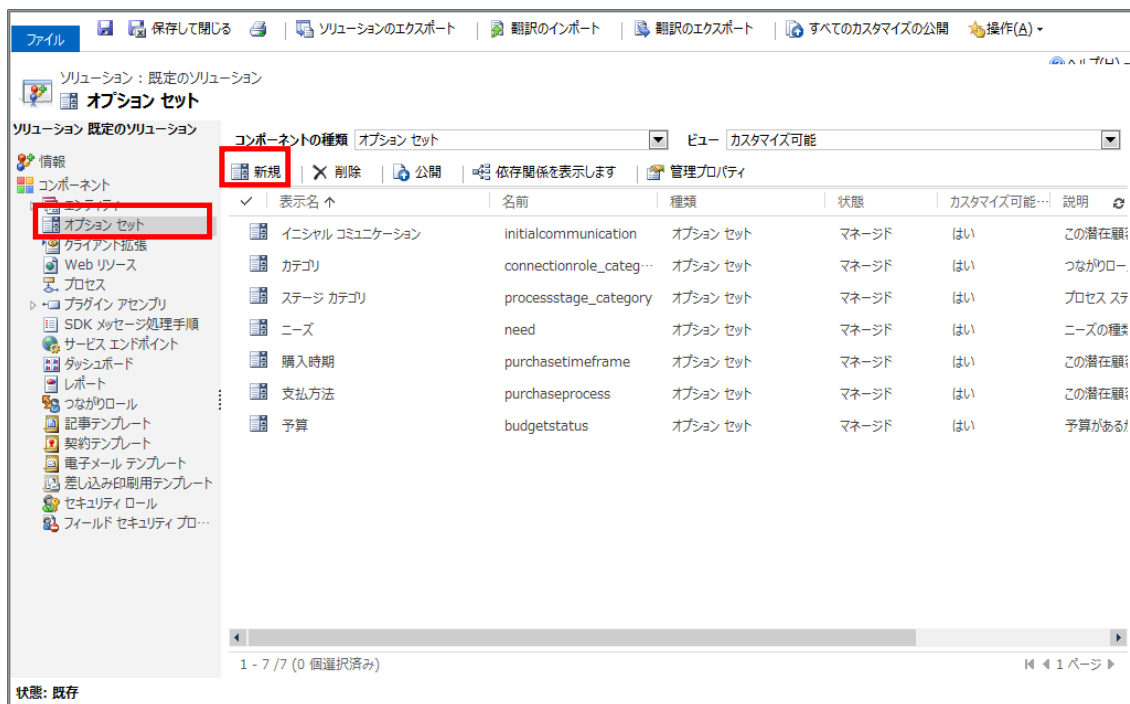 ファイル 保存して閉じる ソリューションのエクスポート 翻訳のインポート 翻訳のエクスポート すべてのカスタマイズの公開 操作(A)
ソリューション : 既定のソリューション
オプション セット
ソリューション 既定のソリューション
コンポーネントの種類 オプション セット ビュー カスタマイズ可能
情報
コンポーネント
エンティティ
オプション セット
クライアント拡張
Web リソース
プロセス
プラグイン アセンブリ
SDK メッセージ処理手順
サービス エンドポイント
ダッシュボード
レポート
つながりロール
記事テンプレート
契約テンプレート
電子メール テンプレート
差し込み印刷用テンプレート
セキュリティ ロール
フィールド セキュリティ プロ…
新規 削除 公開 依存関係を表示します 管理プロパティ
表示名 名前 種類 状態 カスタマイズ可能… 説明
イニシャル コミュニケーション initialcommunication オプション セット マネージド はい この潜在顧客
カテゴリ connectionrole_categ… オプション セット マネージド はい つながりロー
ステージ カテゴリ processstage_category オプション セット マネージド はい プロセス ステ
ニーズ need オプション セット マネージド はい ニーズの種類
購入時期 purchasetimeframe オプション セット マネージド はい この潜在顧客
支払方法 purchaseprocess オプション セット マネージド はい この潜在顧客
予算 budgetstatus オプション セット マネージド はい 予算がある
1 - 7 /7 (0 個選択済み) 1 ページ
状態: 既存